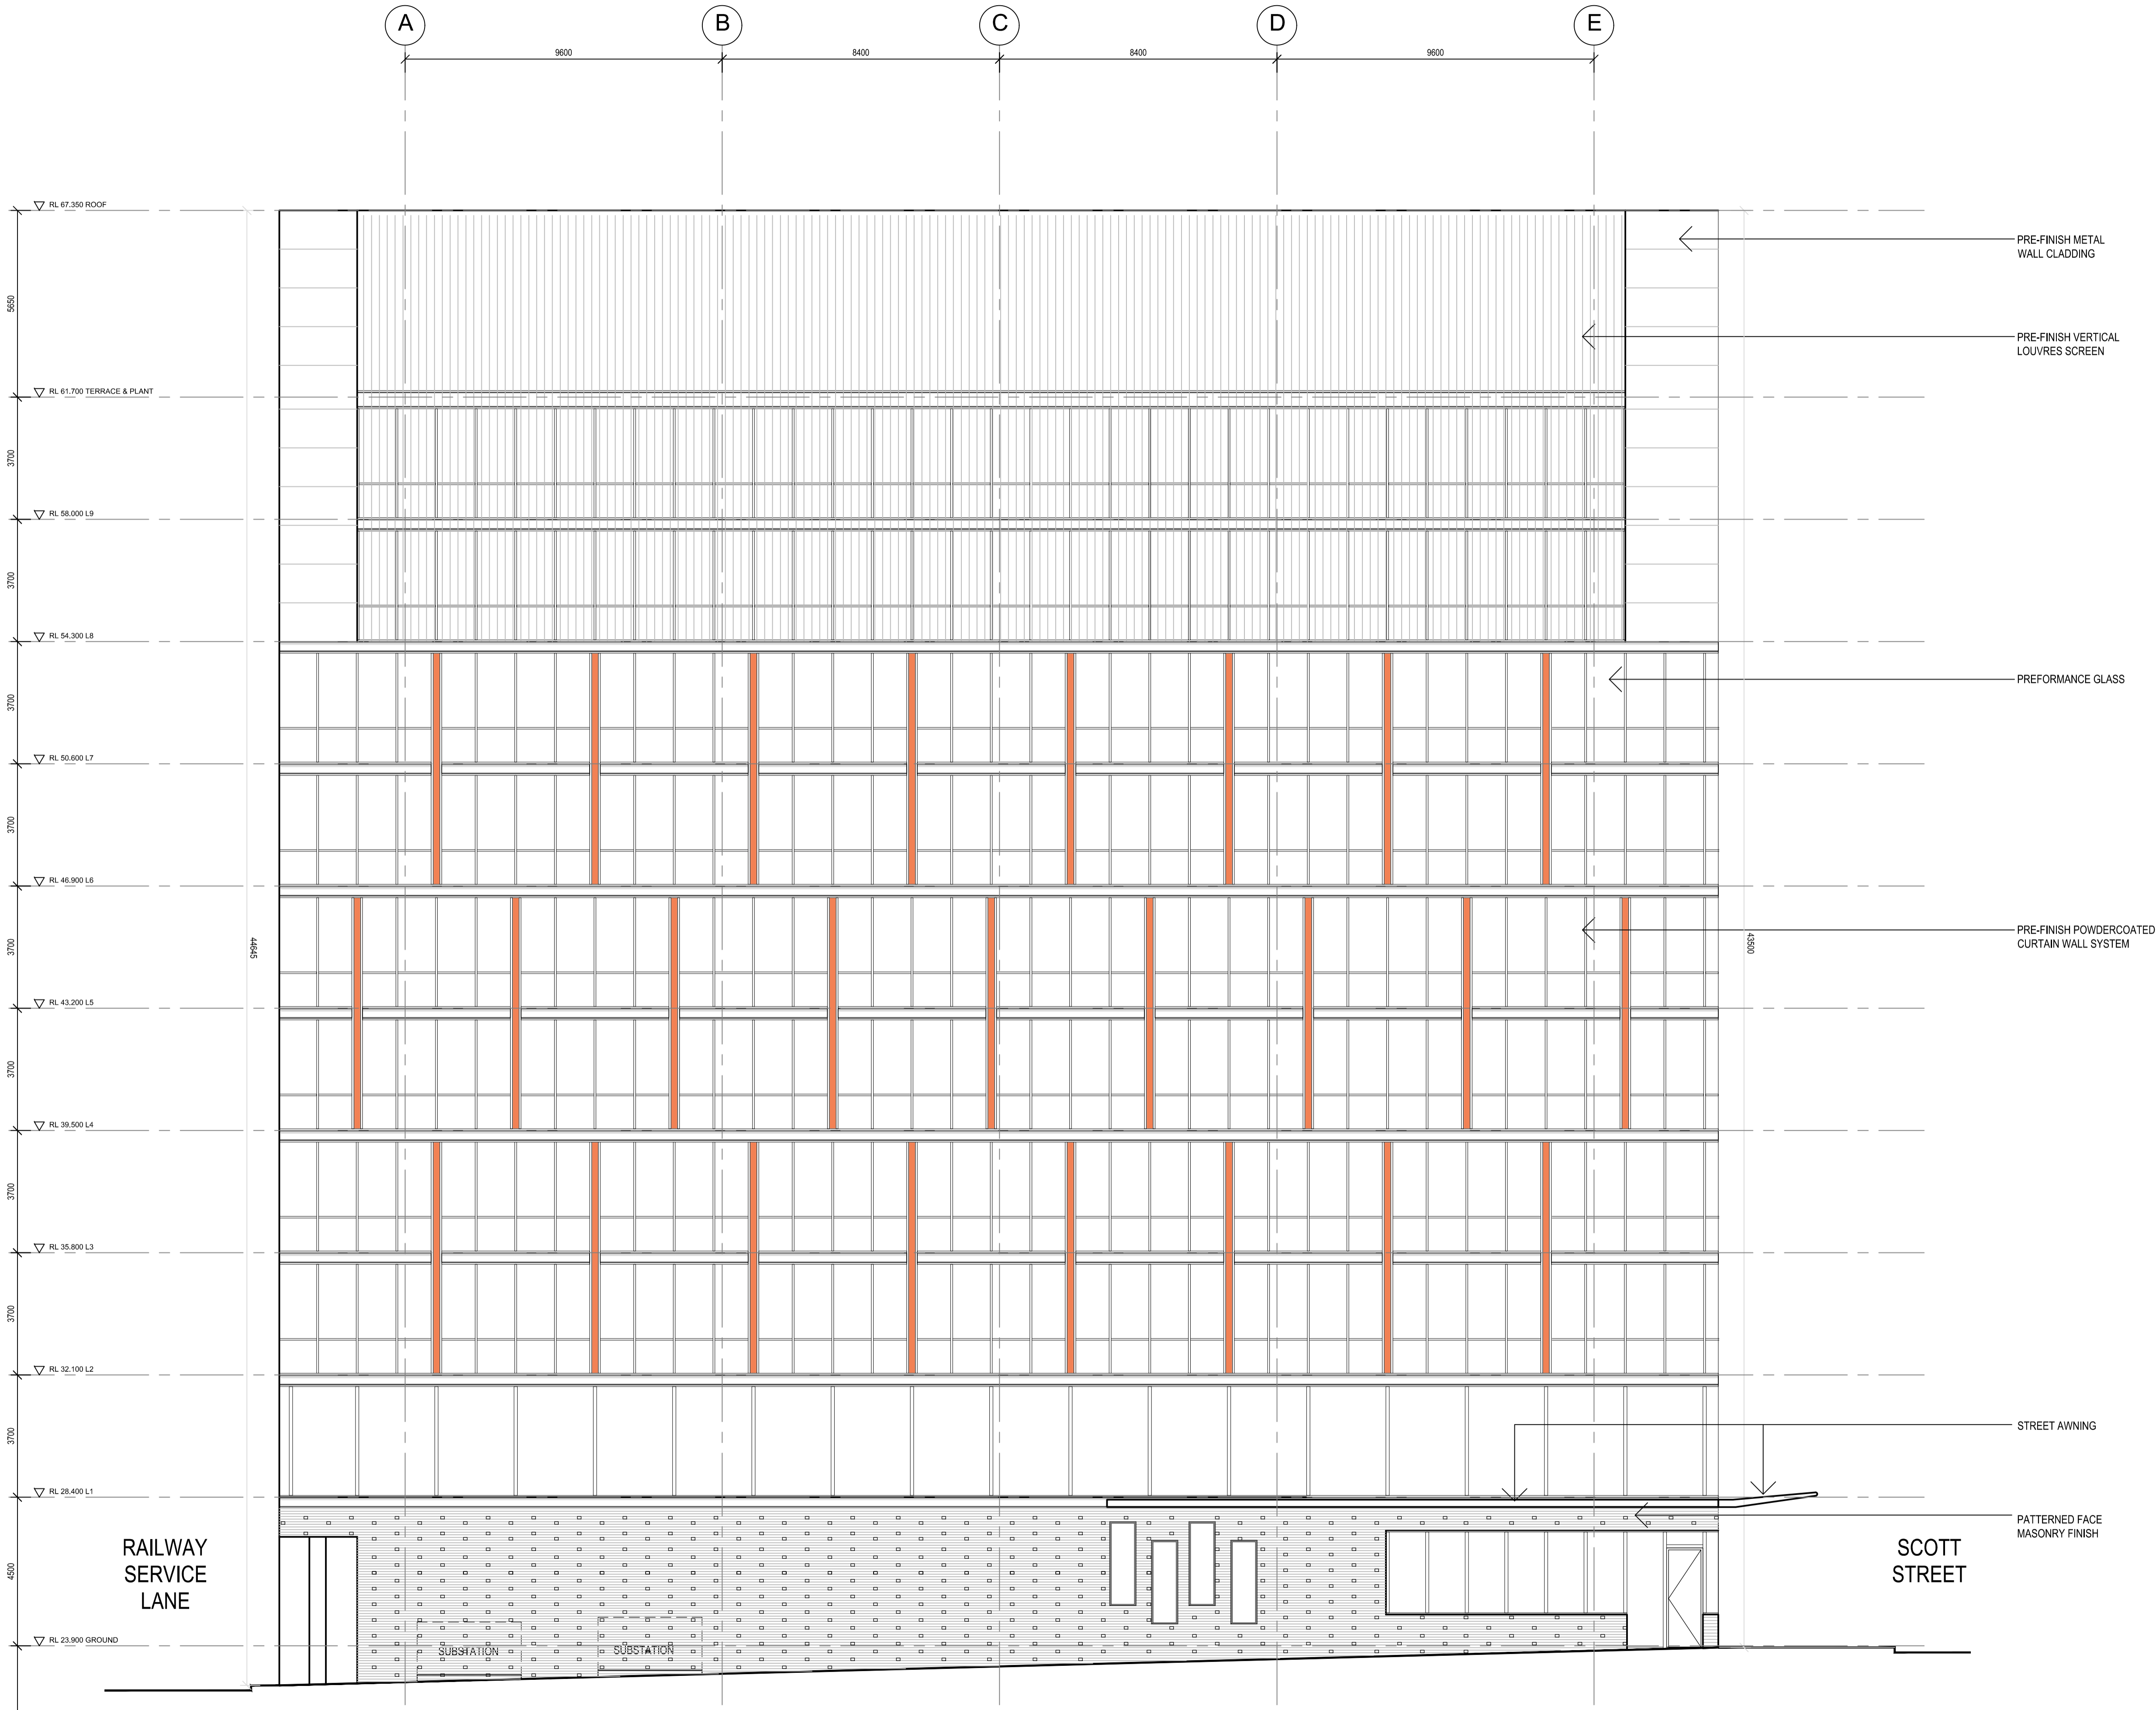 A
B
C
D
E
9600
8400
8400
9600
RL 67.350 ROOF
PRE-FINISH METAL
WALL CLADDING
5650
PRE-FINISH VERTICAL
LOUVRES SCREEN
RL 61.700 TERRACE & PLANT
3700
RL 58.000 L9
3700
RL 54.300 L8
PREFORMANCE GLASS
3700
RL 50.600 L7
3700
RL 46.900 L6
PRE-FINISH POWDERCOATED
CURTAIN WALL SYSTEM
3700
44645
43500
RL 43.200 L5
3700
RL 39.500 L4
3700
RL 35.800 L3
3700
RL 32.100 L2
STREET AWNING
3700
RL 28.400 L1
PATTERNED FACE
MASONRY FINISH
RAILWAY
SERVICE
LANE
SCOTT
STREET
4500
RL 23.900 GROUND
SUBSTATION
SUBSTATION